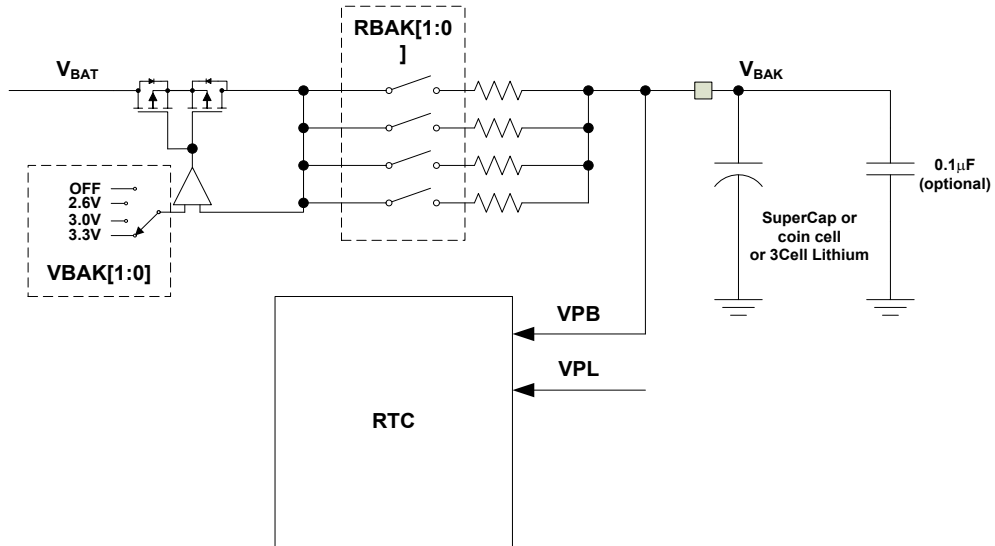 RBAK[1:0
]
VBAT
VBAK
OFF
2.6V
3.0V
3.3V
VBAK[1:0]
0.1μF
(optional)
SuperCap or
coin cell
or 3Cell Lithium
VPB
VPL
RTC